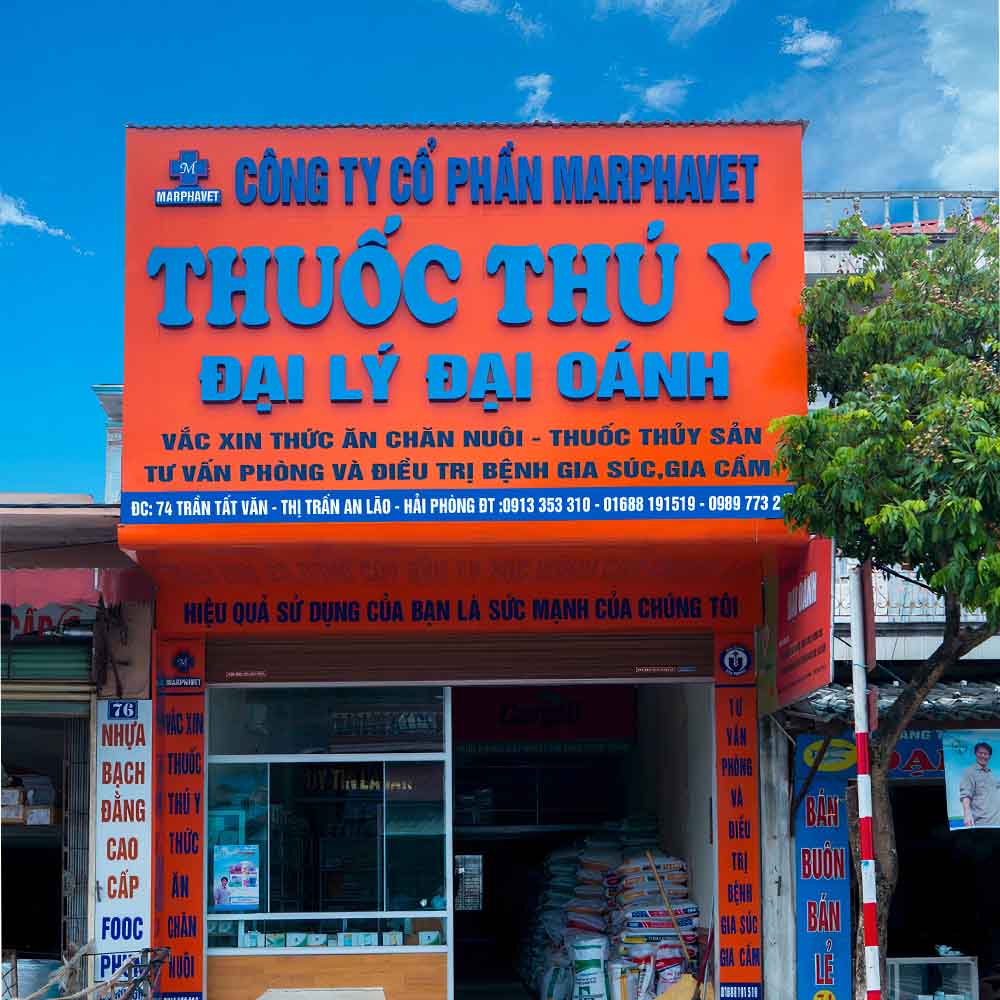 M
MARPHAVET
CÔNG TY CỔ PHẦN MARPHAVET
THUỐC THÚ Y
ĐẠI LÝ ĐẠI OÁNH
VẮC XIN THỨC ĂN CHĂN NUÔI - THUỐC THỦY SẢN
TƯ VẤN PHÒNG VÀ ĐIỀU TRỊ BỆNH GIA SÚC,GIA CẦM
ĐC: 74 TRẦN TẤT VĂN - THỊ TRẤN AN LÃO - HẢI PHÒNG ĐT :0913 353 310 - 01688 191519 - 0989 773 2
HIỆU QUẢ SỬ DỤNG CỦA BẠN LÀ SỨC MẠNH CỦA CHÚNG TÔI
M
MARPHAVET
VẮC XIN
THUỐC
THÚ Y
THỨC
ĂN
CHĂN
NUÔI
TƯ
VẤN
PHÒNG
VÀ
ĐIỀU
TRỊ
BỆNH
GIA SÚC
GIA CẦM
01688191519
76
NHỰA
BẠCH
ĐẰNG
CAO
CẤP
FOOC
ĐẠI OÁNH
BÁN
BUÔN
BÁN
LẺ